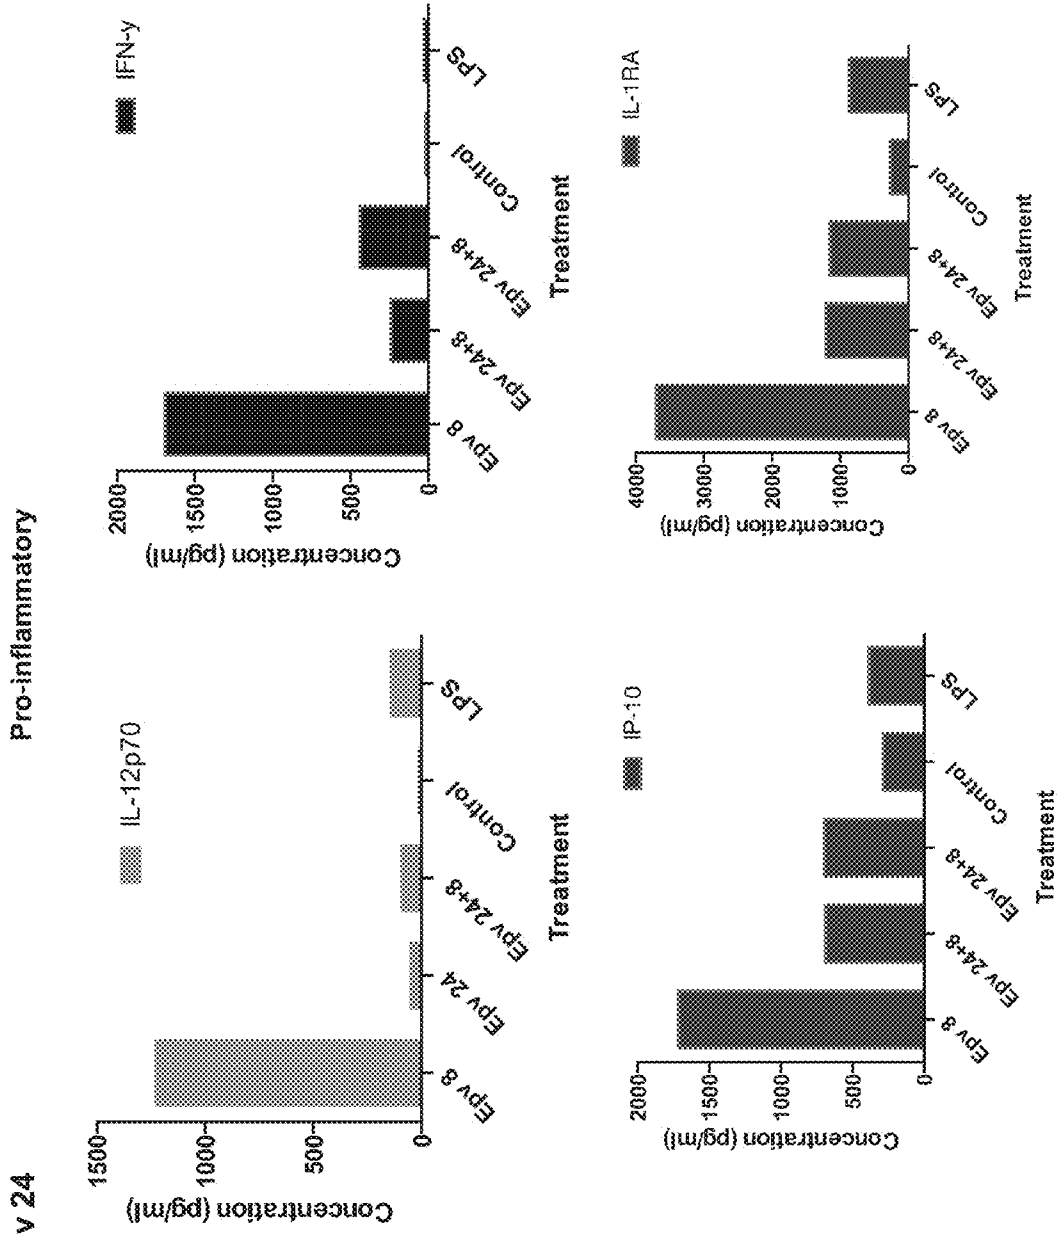 v 24
Pro-inflammatory
IL-12p70
Concentration (pg/ml)
1500
1000
500
0
Epv 8
Epv 24
Epv 24+8
Control
LPS
Treatment
IFN-y
Concentration (pg/ml)
2000
1500
1000
500
0
Epv 8
Epv 24+8
Epv 24+8
Control
LPS
Treatment
IP-10
Concentration (pg/ml)
2000
1500
1000
500
0
Epv 8
Epv 24+8
Epv 24+8
Control
LPS
Treatment
IL-1RA
Concentration (pg/ml)
4000
3000
2000
1000
0
Epv 8
Epv 24+8
Epv 24+8
Control
LPS
Treatment